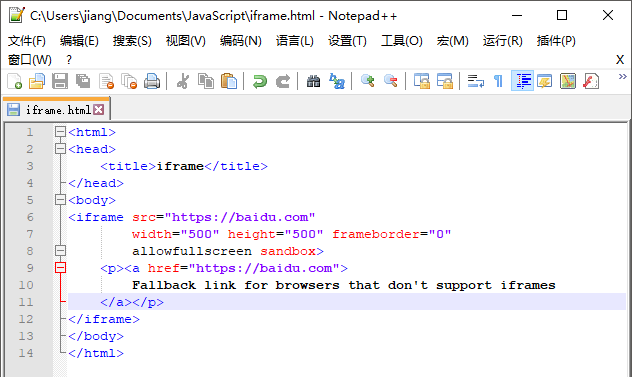 C:\Users\jiang\Documents\JavaScript\iframe.html - Notepad++
文件(F) 编辑(E) 搜索(S) 视图(V) 编码(N) 语言(L) 设置(T) 工具(O) 宏(M) 运行(R) 插件(P)
窗口(W) ? X
iframe.html
1 <html>
2 <head>
3 <title>iframe</title>
4 </head>
5 <body>
6 <iframe src="https://baidu.com"
7 width="500" height="500" frameborder="0"
8 allowfullscreen sandbox>
9 <p><a href="https://baidu.com">
10 Fallback link for browsers that don't support iframes
11 </a></p>
12 </iframe>
13 </body>
14 </html>